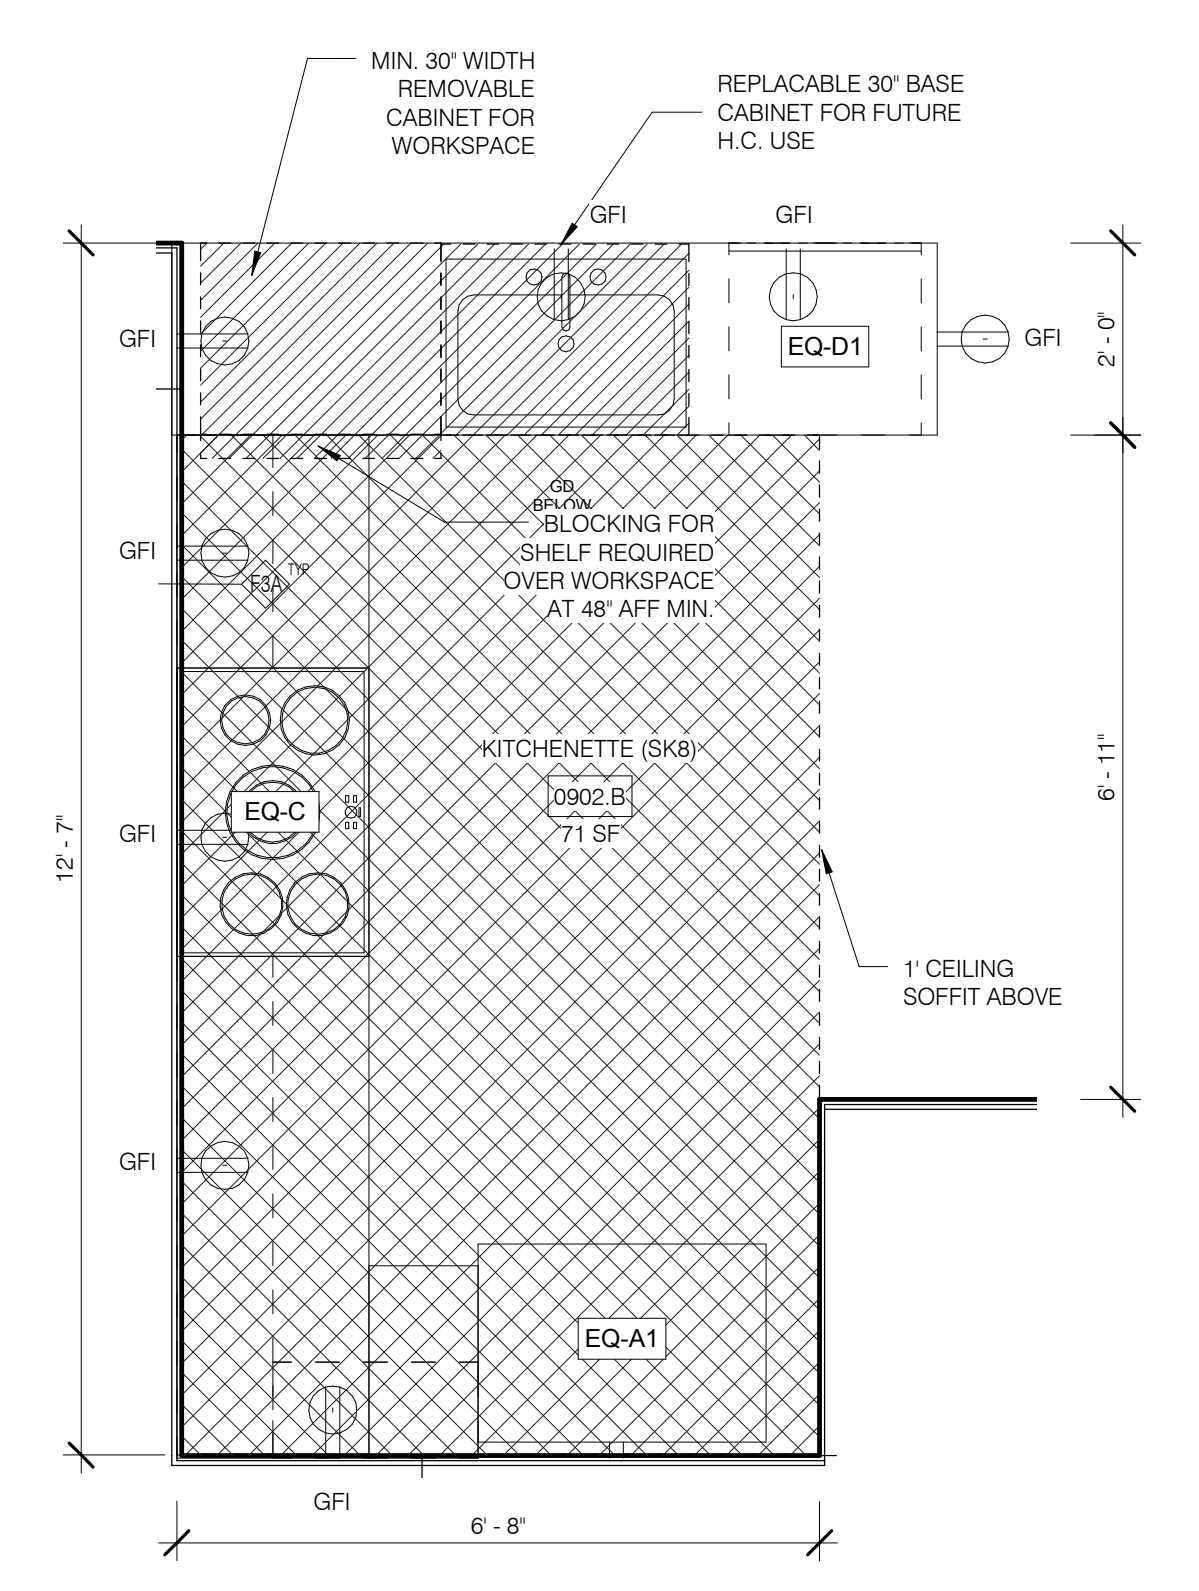 MIN. 30" WIDTH
REMOVABLE
CABINET FOR
WORKSPACE
REPLACABLE 30" BASE
CABINET FOR FUTURE
H.C. USE
GFI
GFI
GFI
EQ-D1
GFI
2' - 0"
GD
BELOW
BLOCKING FOR
SHELF REQUIRED
OVER WORKSPACE
AT 48" AFF MIN.
GFI
F3A
TYP
KITCHENETTE (SK8)
0902.B
71 SF
6' - 11"
EQ-C
GFI
12' - 7"
1' CEILING
SOFFIT ABOVE
GFI
EQ-A1
GFI
6' - 8"